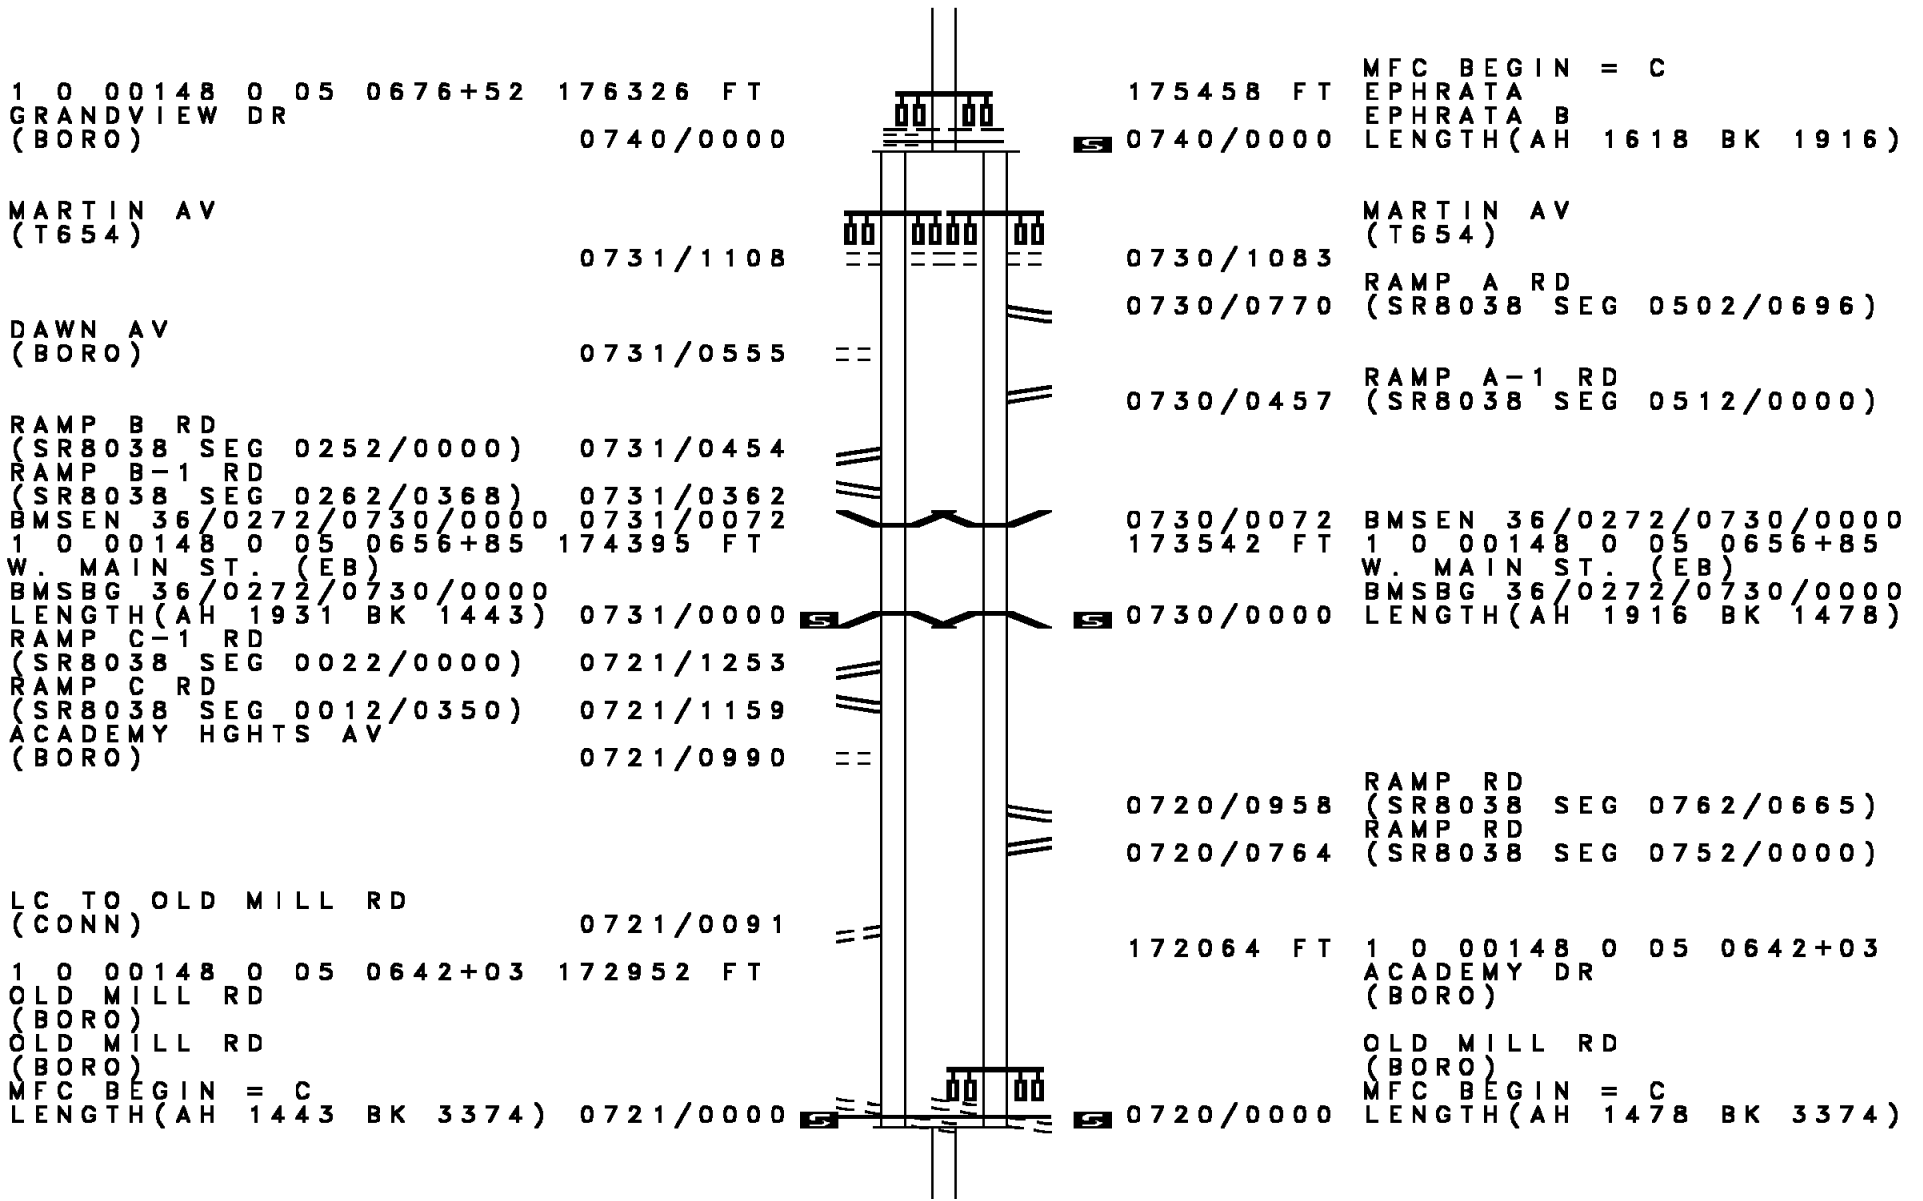 MFC BEGIN = C
1 0 00148 0 05 0676+52 176326 FT 175458 FT EPHRATA
GRANDVIEW DR EPHRATA B
(BORO) 0740/0000 S 0740/0000 LENGTH(AH 1618 BK 1916)
MARTIN AV MARTIN AV
(T654) (T654)
0731/1108 0730/1083
RAMP A RD
0730/0770 (SR8038 SEG 0502/0696)
DAWN AV
(BORO) 0731/0555
RAMP A-1 RD
0730/0457 (SR8038 SEG 0512/0000)
RAMP B RD
(SR8038 SEG 0252/0000) 0731/0454
RAMP B-1 RD
(SR8038 SEG 0262/0368) 0731/0362
BMSEN 36/0272/0730/0000 0731/0072 0730/0072 BMSEN 36/0272/0730/0000
1 0 00148 0 05 0656+85 174395 FT 173542 FT 1 0 00148 0 05 0656+85
W. MAIN ST. (EB) W. MAIN ST. (EB)
BMSBG 36/0272/0730/0000 BMSBG 36/0272/0730/0000
LENGTH(AH 1931 BK 1443) 0731/0000 S S 0730/0000 LENGTH(AH 1916 BK 1478)
RAMP C-1 RD
(SR8038 SEG 0022/0000) 0721/1253
RAMP C RD
(SR8038 SEG 0012/0350) 0721/1159
ACADEMY HGHTS AV
(BORO) 0721/0990
RAMP RD
0720/0958 (SR8038 SEG 0762/0665)
RAMP RD
0720/0764 (SR8038 SEG 0752/0000)
LC TO OLD MILL RD
(CONN) 0721/0091
172064 FT 1 0 00148 0 05 0642+03
1 0 00148 0 05 0642+03 172952 FT ACADEMY DR
OLD MILL RD (BORO)
(BORO)
OLD MILL RD OLD MILL RD
(BORO) (BORO)
MFC BEGIN = C MFC BEGIN = C
LENGTH(AH 1443 BK 3374) 0721/0000 S S 0720/0000 LENGTH(AH 1478 BK 3374)